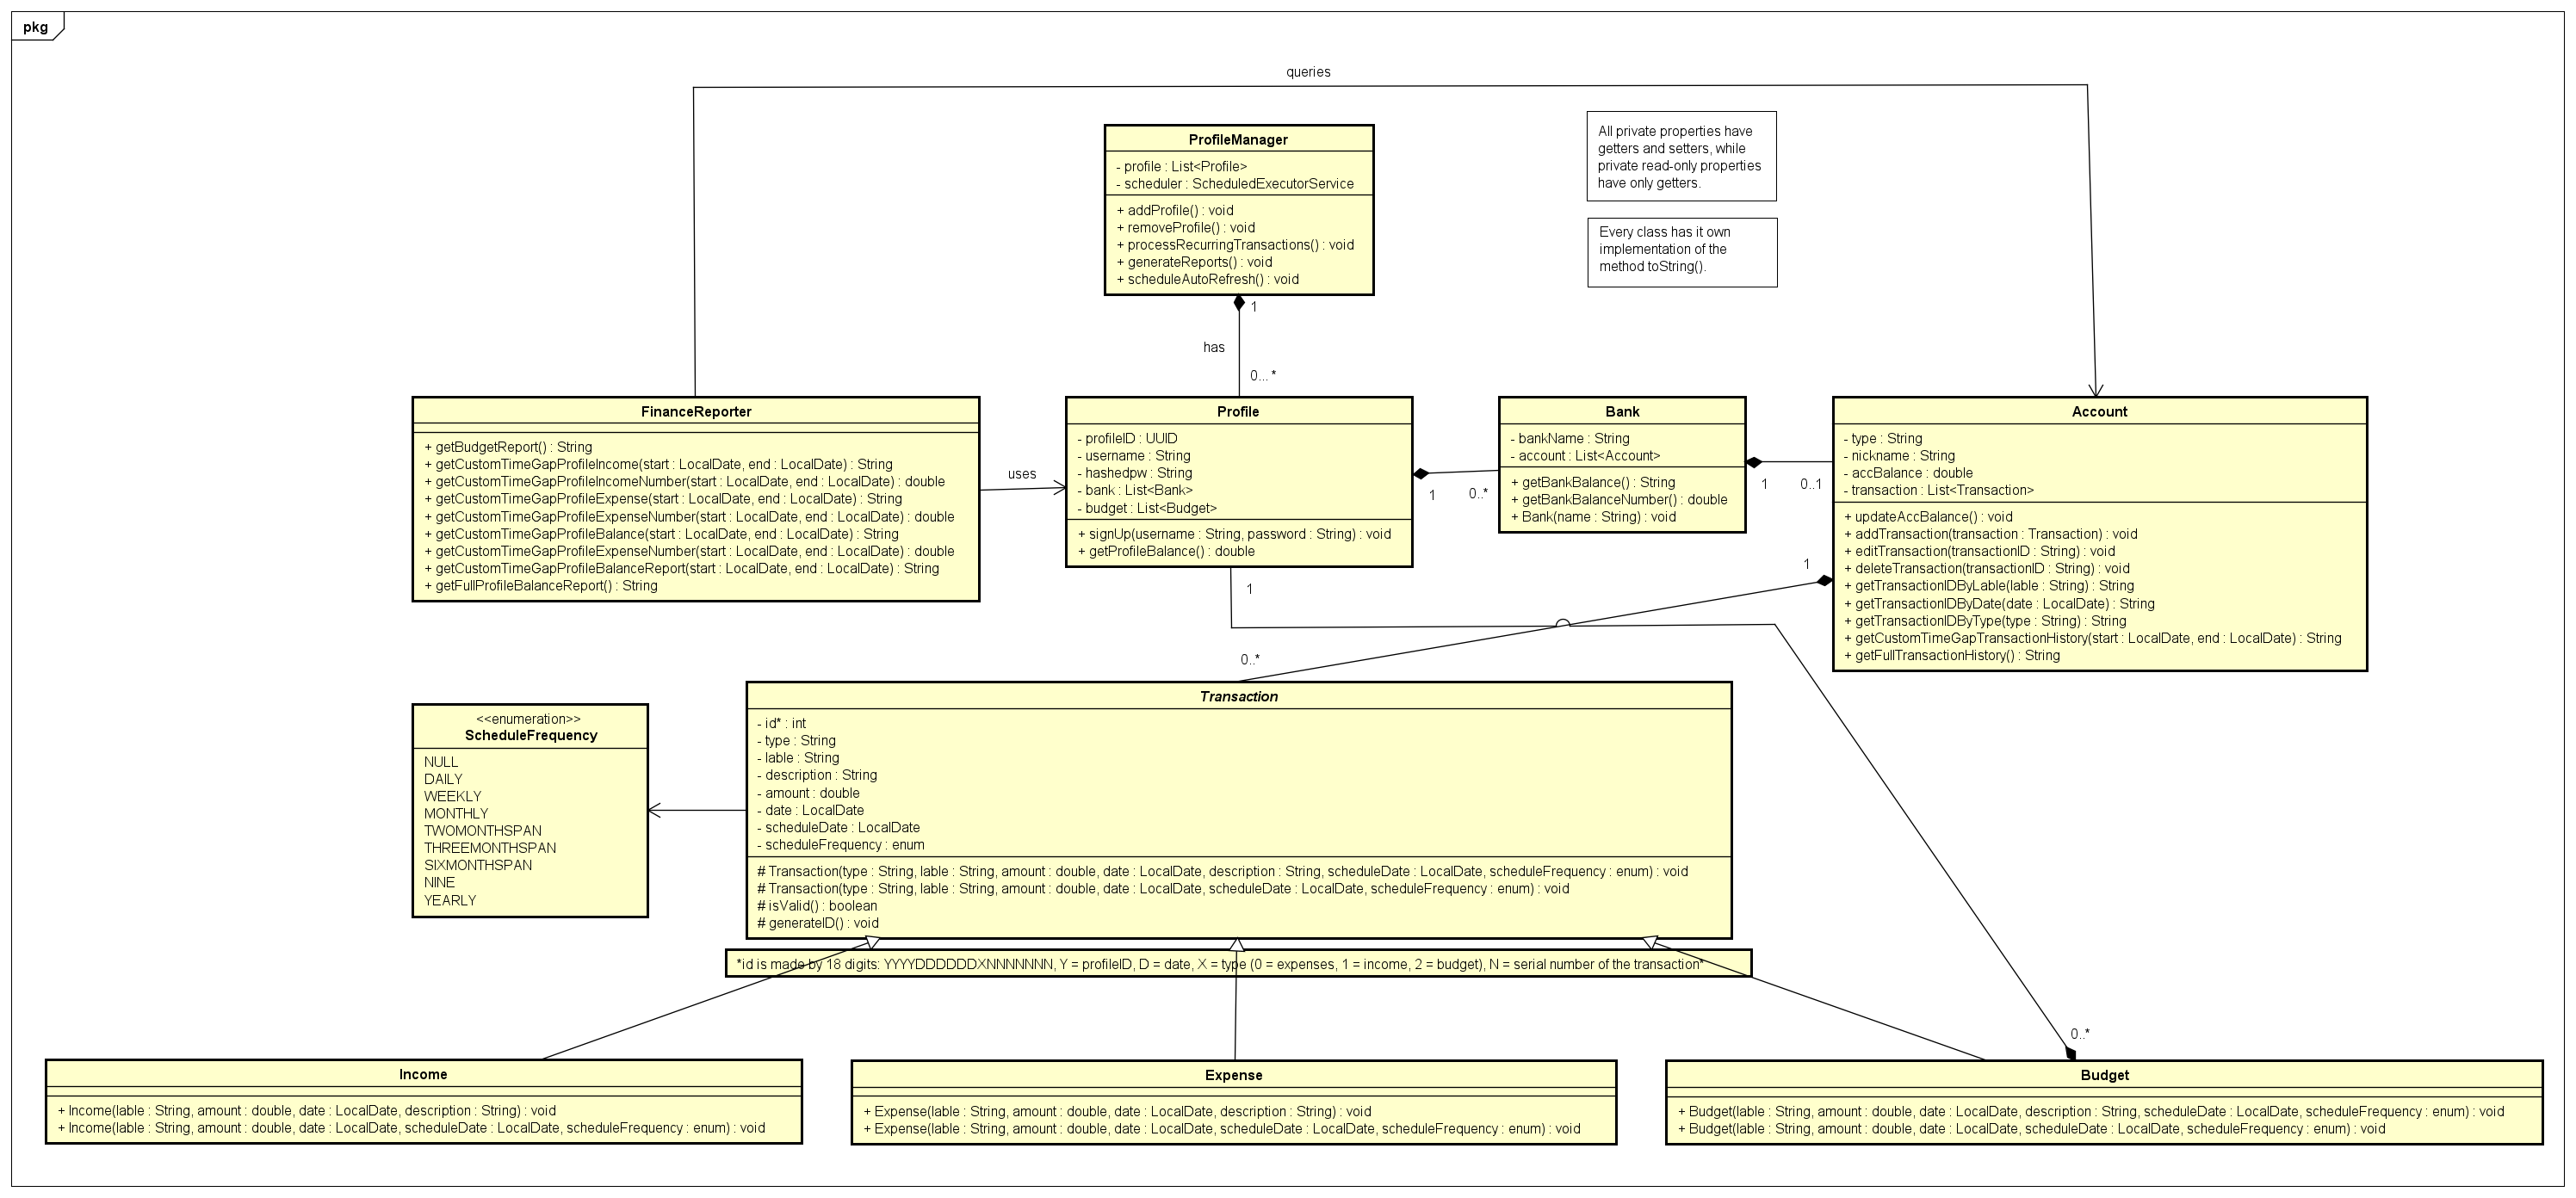 pkg
queries
ProfileManager
- profile : List<Profile>
- scheduler : ScheduledExecutorService
+ addProfile() : void
+ removeProfile() : void
+ processRecurringTransactions() : void
+ generateReports() : void
+ scheduleAutoRefresh() : void
All private properties have
getters and setters, while
private read-only properties
have only getters.
Every class has it own
implementation of the
method toString().
1
has
0... *
FinanceReporter
+ getBudgetReport() : String
+ getCustomTimeGapProfileIncome(start : LocalDate, end : LocalDate) : String
+ getCustomTimeGapProfileIncomeNumber(start : LocalDate, end : LocalDate) : double
+ getCustomTimeGapProfileExpense(start : LocalDate, end : LocalDate) : String
+ getCustomTimeGapProfileExpenseNumber(start : LocalDate, end : LocalDate) : double
+ getCustomTimeGapProfileBalance(start : LocalDate, end : LocalDate) : String
+ getCustomTimeGapProfileExpenseNumber(start : LocalDate, end : LocalDate) : double
+ getCustomTimeGapProfileBalanceReport(start : LocalDate, end : LocalDate) : String
+ getFullProfileBalanceReport() : String
uses
Profile
- profileID : UUID
- username : String
- hashedpw : String
- bank : List<Bank>
- budget : List<Budget>
+ signUp(username : String, password : String) : void
+ getProfileBalance() : double
1
0..*
Bank
- bankName : String
- account : List<Account>
+ getBankBalance() : String
+ getBankBalanceNumber() : double
+ Bank(name : String) : void
1
0..1
Account
- type : String
- nickname : String
- accBalance : double
- transaction : List<Transaction>
+ updateAccBalance() : void
+ addTransaction(transaction : Transaction) : void
+ editTransaction(transactionID : String) : void
+ deleteTransaction(transactionID : String) : void
+ getTransactionIDByLable(lable : String) : String
+ getTransactionIDByDate(date : LocalDate) : String
+ getTransactionIDByType(type : String) : String
+ getCustomTimeGapTransactionHistory(start : LocalDate, end : LocalDate) : String
+ getFullTransactionHistory() : String
1
1
0..*
<<enumeration>>
ScheduleFrequency
NULL
DAILY
WEEKLY
MONTHLY
TWOMONTHSPAN
THREEMONTHSPAN
SIXMONTHSPAN
NINE
YEARLY
Transaction
- id* : int
- type : String
- lable : String
- description : String
- amount : double
- date : LocalDate
- scheduleDate : LocalDate
- scheduleFrequency : enum
# Transaction(type : String, lable : String, amount : double, date : LocalDate, description : String, scheduleDate : LocalDate, scheduleFrequency : enum) : void
# Transaction(type : String, lable : String, amount : double, date : LocalDate, scheduleDate : LocalDate, scheduleFrequency : enum) : void
# isValid() : boolean
# generateID() : void
*id is made by 18 digits: YYYYDDDDDDXNNNNNNN, Y = profileID, D = date, X = type (0 = expenses, 1 = income, 2 = budget), N = serial number of the transaction*
0..*
Income
+ Income(lable : String, amount : double, date : LocalDate, description : String) : void
+ Income(lable : String, amount : double, date : LocalDate, scheduleDate : LocalDate, scheduleFrequency : enum) : void
Expense
+ Expense(lable : String, amount : double, date : LocalDate, description : String) : void
+ Expense(lable : String, amount : double, date : LocalDate, scheduleDate : LocalDate, scheduleFrequency : enum) : void
Budget
+ Budget(lable : String, amount : double, date : LocalDate, description : String, scheduleDate : LocalDate, scheduleFrequency : enum) : void
+ Budget(lable : String, amount : double, date : LocalDate, scheduleDate : LocalDate, scheduleFrequency : enum) : void